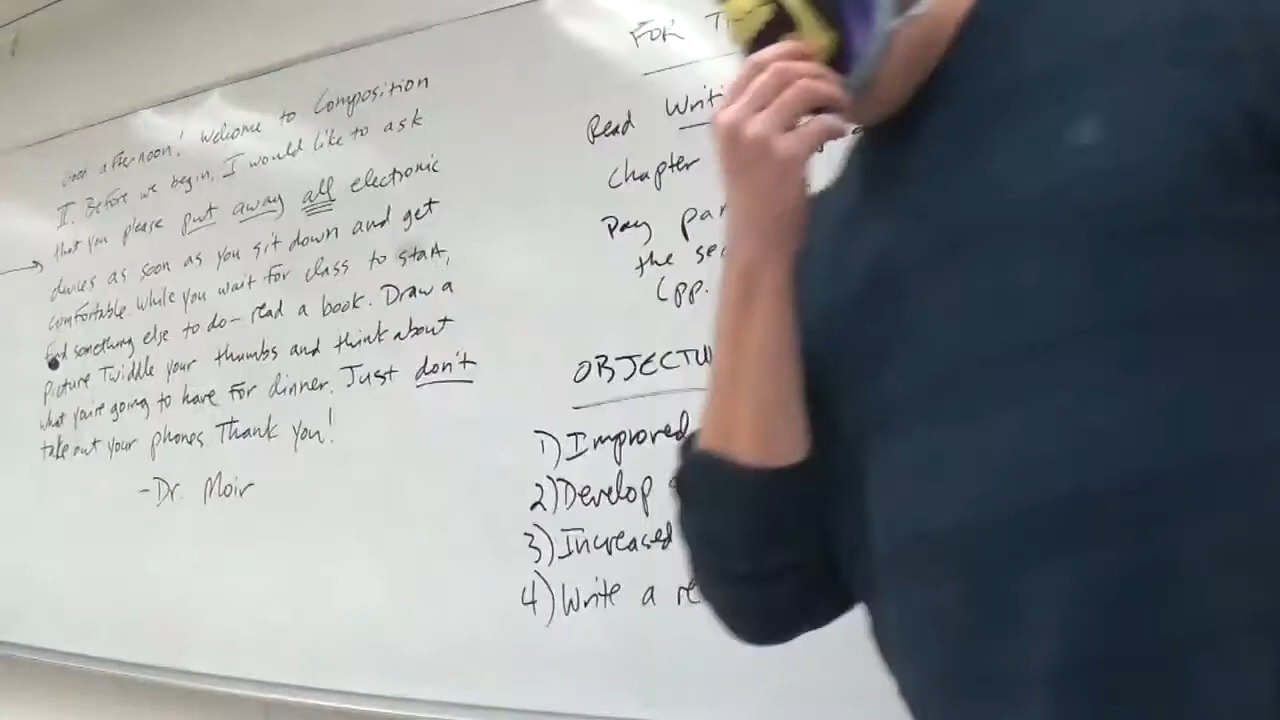 Good afternoon! Welcome to Composition
II. Before we begin, I would like to ask
that you please put away all electronic
devices as soon as you sit down and get
comfortable. While you wait for class to start,
find something else to do- read a book. Draw a
Picture Twiddle your thumbs and think about
what you're going to have for dinner. Just don't
take out your phones Thank you!
-Dr. Moir
FOR
Read
Chapter
Pay
the
(pp.
1) Improved
2) Develop
3) Increased
4) Write a